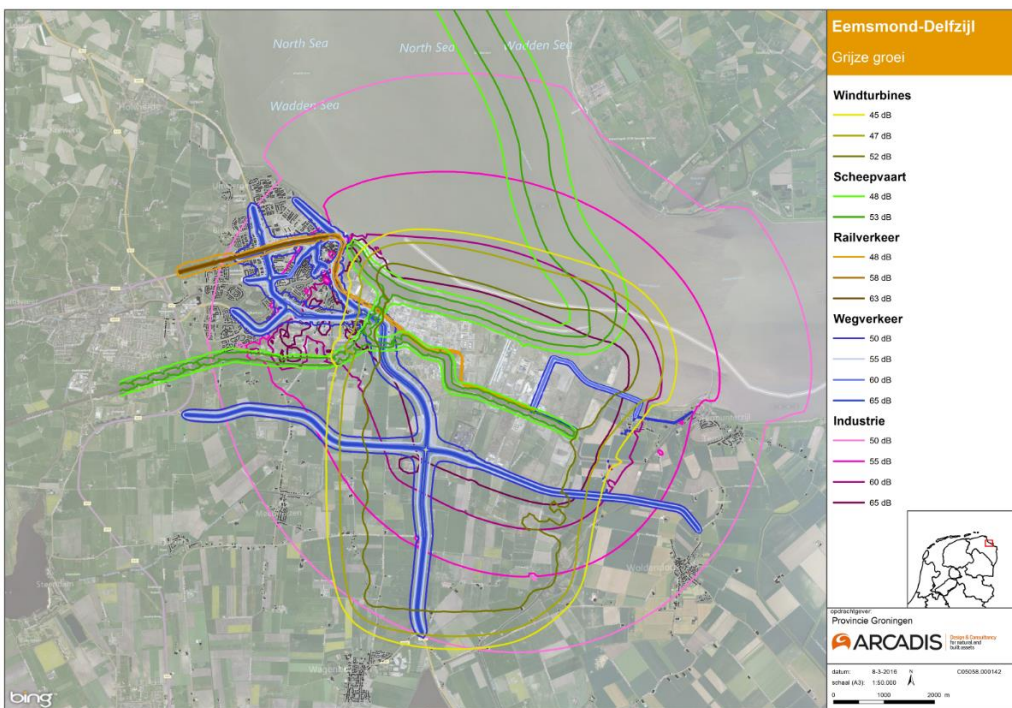 North Sea
North Sea
Wadden Sea
Wadden Sea
Eemsmond-Delfzijl
Grijze groei
Windturbines
45 dB
47 dB
52 dB
Scheepvaart
48 dB
53 dB
Railverkeer
48 dB
58 dB
63 dB
Wegverkeer
50 dB
55 dB
60 dB
65 dB
Industrie
50 dB
55 dB
60 dB
65 dB
opdrachtgever:
Provincie Groningen
ARCADIS
Design & Consultancy
for natural and
built assets
datum:
8-3-2016
N
C05058.000142
schaal (A3):
1:50.000
0
1000
2000 m
bing